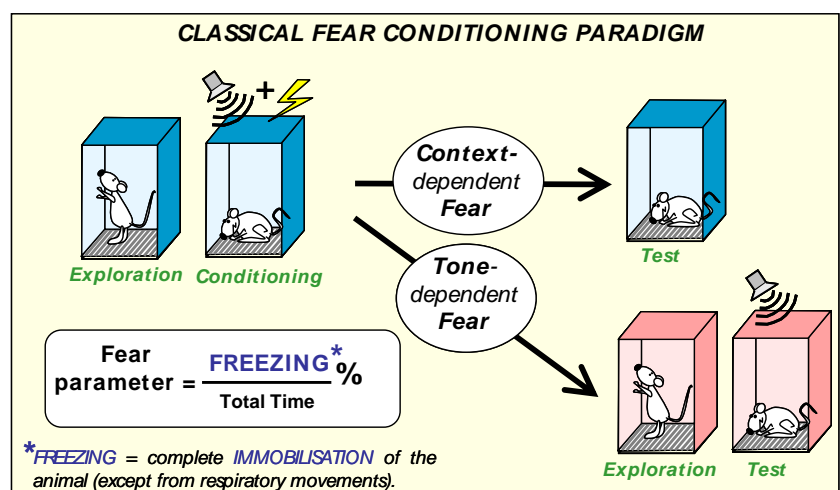 CLASSICAL FEAR CONDITIONING PARADIGM
+
Exploration
Conditioning
Context-
dependent
Fear
Test
Tone-
dependent
Fear
Exploration
Test
Fear
parameter = FREEZING* %
Total Time
*FREEZING = complete IMMOBILISATION of the
animal (except from respiratory movements).